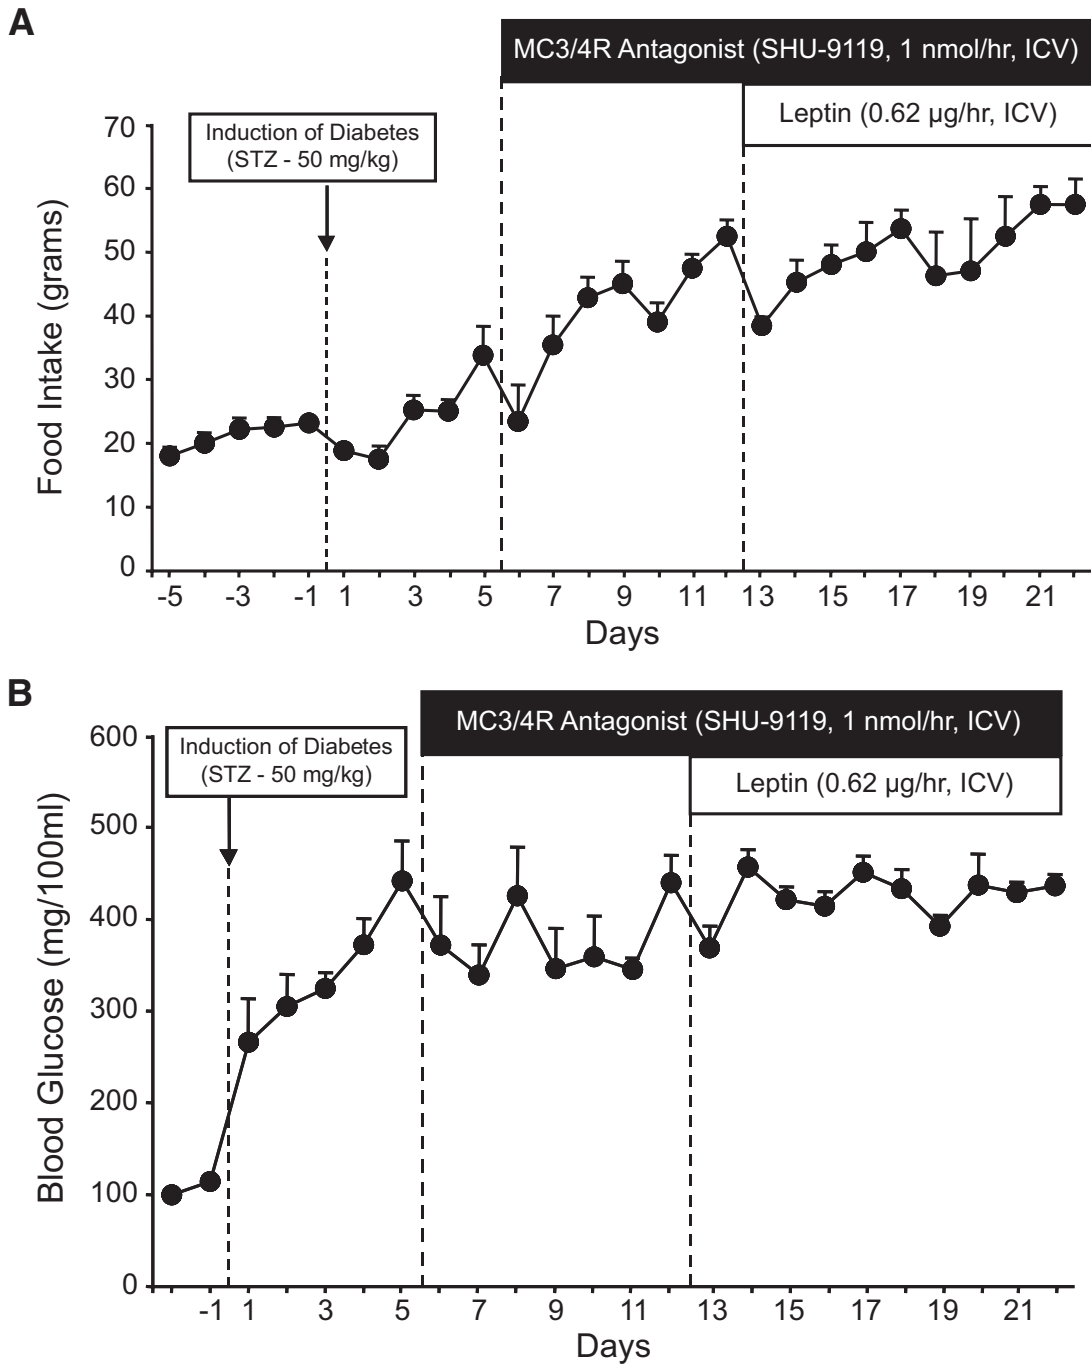 A
MC3/4R Antagonist (SHU-9119, 1 nmol/hr, ICV)
Leptin (0.62 µg/hr, ICV)
Induction of Diabetes
(STZ - 50 mg/kg)
Food Intake (grams)
70
60
50
40
30
20
10
0
-5 -3 -1 1 3 5 7 9 11 13 15 17 19 21
Days
B
MC3/4R Antagonist (SHU-9119, 1 nmol/hr, ICV)
Leptin (0.62 µg/hr, ICV)
Induction of Diabetes
(STZ - 50 mg/kg)
Blood Glucose (mg/100ml)
600
500
400
300
200
100
0
-1 1 3 5 7 9 11 13 15 17 19 21
Days